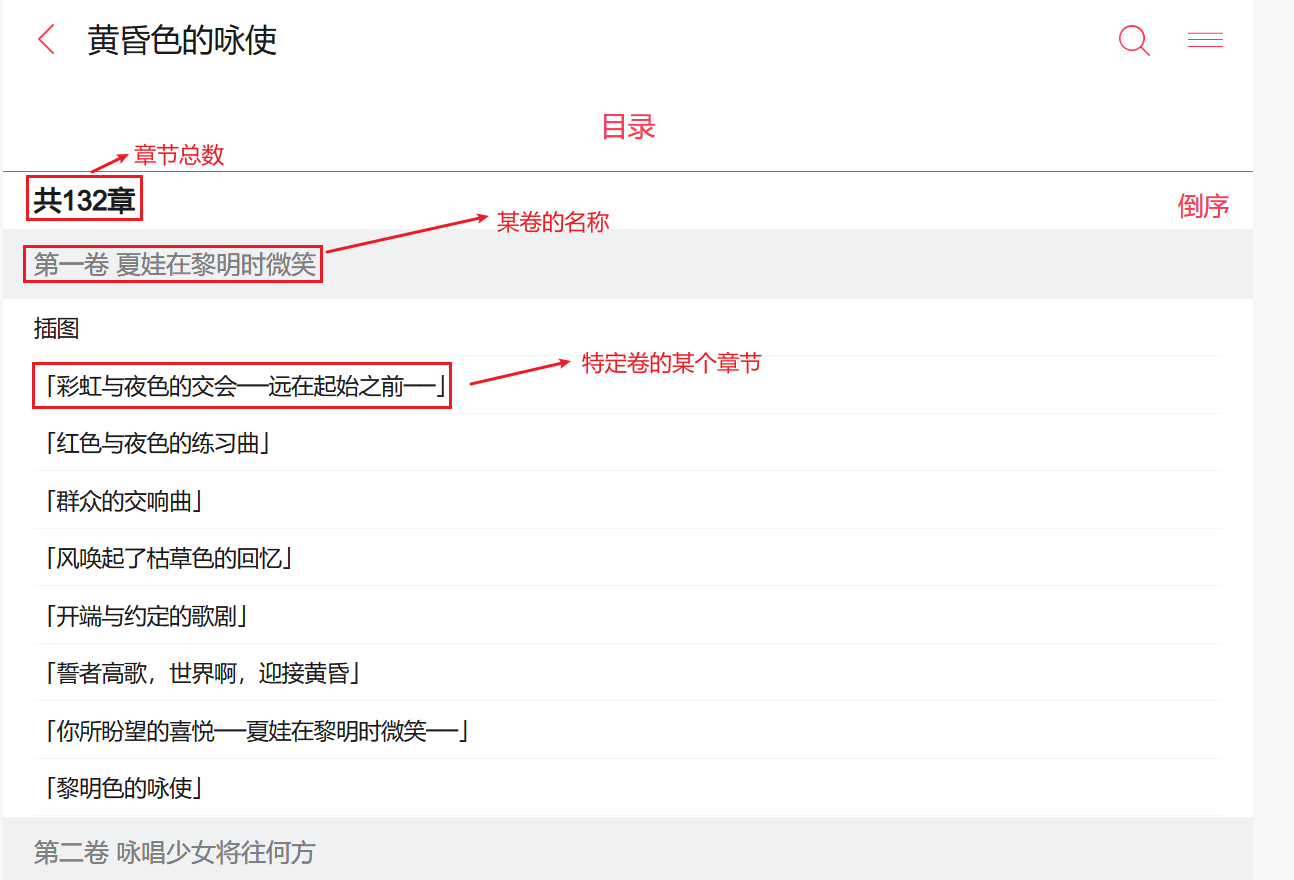 黄昏色的咏使
目录
章节总数
共132章
倒序
某卷的名称
第一卷 夏娃在黎明时微笑
插图
特定卷的某个章节
「彩虹与夜色的交会──远在起始之前──」
「红色与夜色的练习曲」
「群众的交响曲」
「风唤起了枯草色的回忆」
「开端与约定的歌剧」
「誓者高歌，世界啊，迎接黄昏」
「你所盼望的喜悦──夏娃在黎明时微笑──」
「黎明色的咏使」
第二卷 咏唱少女将往何方